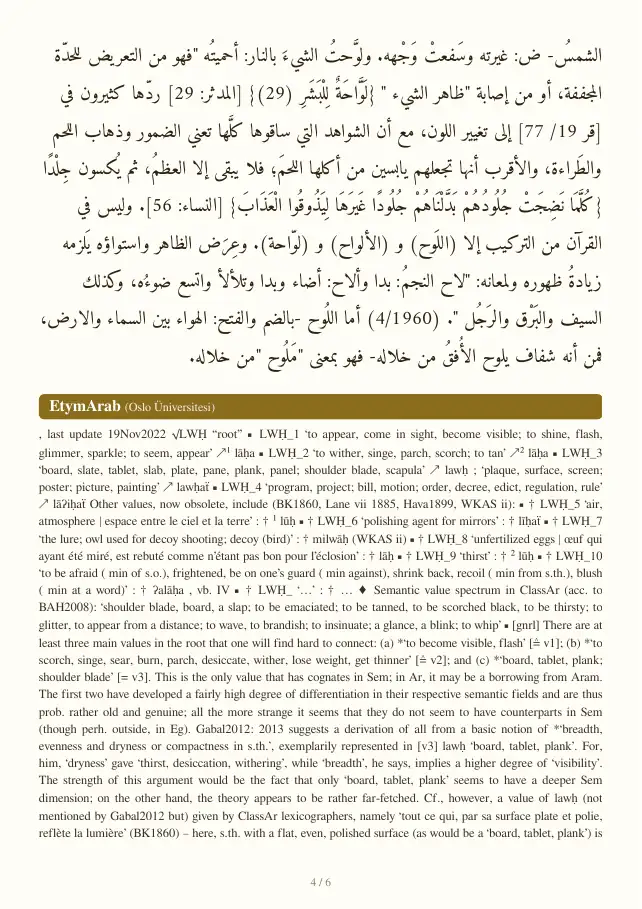 الشمسُ- ض: غيرته وسَفعتْ وَجْهه. ولوَّحتُ الشيءَ بالنار: أحميتُه "فهو من التعريض للحدّة
المجففة، أو من إصابة "ظاهر الشيء " {لَوَّاحَةٌ لِلْبَشَرِ (29)} [المدثر: 29] ردّها كثيرون في
[قر 19/ 77] إلى تغيير اللون، مع أن الشواهد التي ساقوها كلَّها تعني الضمور وذهاب اللحم
والطَراءة، والأقرب أنها تجعلهم يابسين من أكلها اللحمَ؛ فلا يبقى إلا العظمُ، ثم يُكسون جِلْدًا
{كُلَّمَا نَضِجَتْ جُلُودُهُمْ بَدَّلْنَاهُمْ جُلُودًا غَيْرَهَا لِيَذُوقُوا الْعَذَابَ} [النساء: 56]. وليس في
القرآن من التركيب إلا (اللَوح) و (الألواح) و (لوّاحة). وعِرَض الظاهر واستواؤه يَلزمه
زيادةُ ظهوره ولمعانه: "لاح النجمُ: بدا وألاح: أضاء وبدا وتلألأ واتسع ضوءُه، وكذلك
السيف والبَرْق والرَجُل ". (4/1960) أما اللُوح -بالضم والفتح: الهواء بين السماء والارض،
فمن أنه شفاف يلوح الأُفقُ من خلاله- فهو بمعنى "مَلُوح "من خلاله.
EtymArab (Oslo Üniversitesi)
, last update 19Nov2022 √LWḤ “root” ▪ LWḤ_1 ‘to appear, come in sight, become visible; to shine, flash,
glimmer, sparkle; to seem, appear’ ↗¹ lāḥa ▪ LWḤ_2 ‘to wither, singe, parch, scorch; to tan’ ↗² lāḥa ▪ LWḤ_3
‘board, slate, tablet, slab, plate, pane, plank, panel; shoulder blade, scapula’ ↗ lawḥ ; ‘plaque, surface, screen;
poster; picture, painting’ ↗ lawḥaẗ ▪ LWḤ_4 ‘program, project; bill, motion; order, decree, edict, regulation, rule’
↗ lāʔiḥaẗ Other values, now obsolete, include (BK1860, Lane vii 1885, Hava1899, WKAS ii): ▪ † LWḤ_5 ‘air,
atmosphere | espace entre le ciel et la terre’ : † ¹ lūḥ ▪ † LWḤ_6 ‘polishing agent for mirrors’ : † līḥaẗ ▪ † LWḤ_7
‘the lure; owl used for decoy shooting; decoy (bird)’ : † milwāḥ (WKAS ii) ▪ † LWḤ_8 ‘unfertilized eggs | œuf qui
ayant été miré, est rebuté comme n’étant pas bon pour l’éclosion’ : † lāḥ ▪ † LWḤ_9 ‘thirst’ : † ² lūḥ ▪ † LWḤ_10
‘to be afraid ( min of s.o.), frightened, be on one’s guard ( min against), shrink back, recoil ( min from s.th.), blush
( min at a word)’ : † ʔalāḥa , vb. IV ▪ † LWḤ_ ‘…’ : † … ♦ Semantic value spectrum in ClassAr (acc. to
BAH2008): ‘shoulder blade, board, a slap; to be emaciated; to be tanned, to be scorched black, to be thirsty; to
glitter, to appear from a distance; to wave, to brandish; to insinuate; a glance, a blink; to whip’ ▪ [gnrl] There are at
least three main values in the root that one will find hard to connect: (a) *‘to become visible, flash’ [≙ v1]; (b) *‘to
scorch, singe, sear, burn, parch, desiccate, wither, lose weight, get thinner’ [≙ v2]; and (c) *‘board, tablet, plank;
shoulder blade’ [= v3]. This is the only value that has cognates in Sem; in Ar, it may be a borrowing from Aram.
The first two have developed a fairly high degree of differentiation in their respective semantic fields and are thus
prob. rather old and genuine; all the more strange it seems that they do not seem to have counterparts in Sem
(though perh. outside, in Eg). Gabal2012: 2013 suggests a derivation of all from a basic notion of *‘breadth,
evenness and dryness or compactness in s.th.’, exemplarily represented in [v3] lawḥ ‘board, tablet, plank’. For,
him, ‘dryness’ gave ‘thirst, desiccation, withering’, while ‘breadth’, he says, implies a higher degree of ‘visibility’.
The strength of this argument would be the fact that only ‘board, tablet, plank’ seems to have a deeper Sem
dimension; on the other hand, the theory appears to be rather far-fetched. Cf., however, a value of lawḥ (not
mentioned by Gabal2012 but) given by ClassAr lexicographers, namely ‘tout ce qui, par sa surface plate et polie,
reflète la lumière’ (BK1860) – here, s.th. with a flat, even, polished surface (as would be a ‘board, tablet, plank’) is
4 / 6